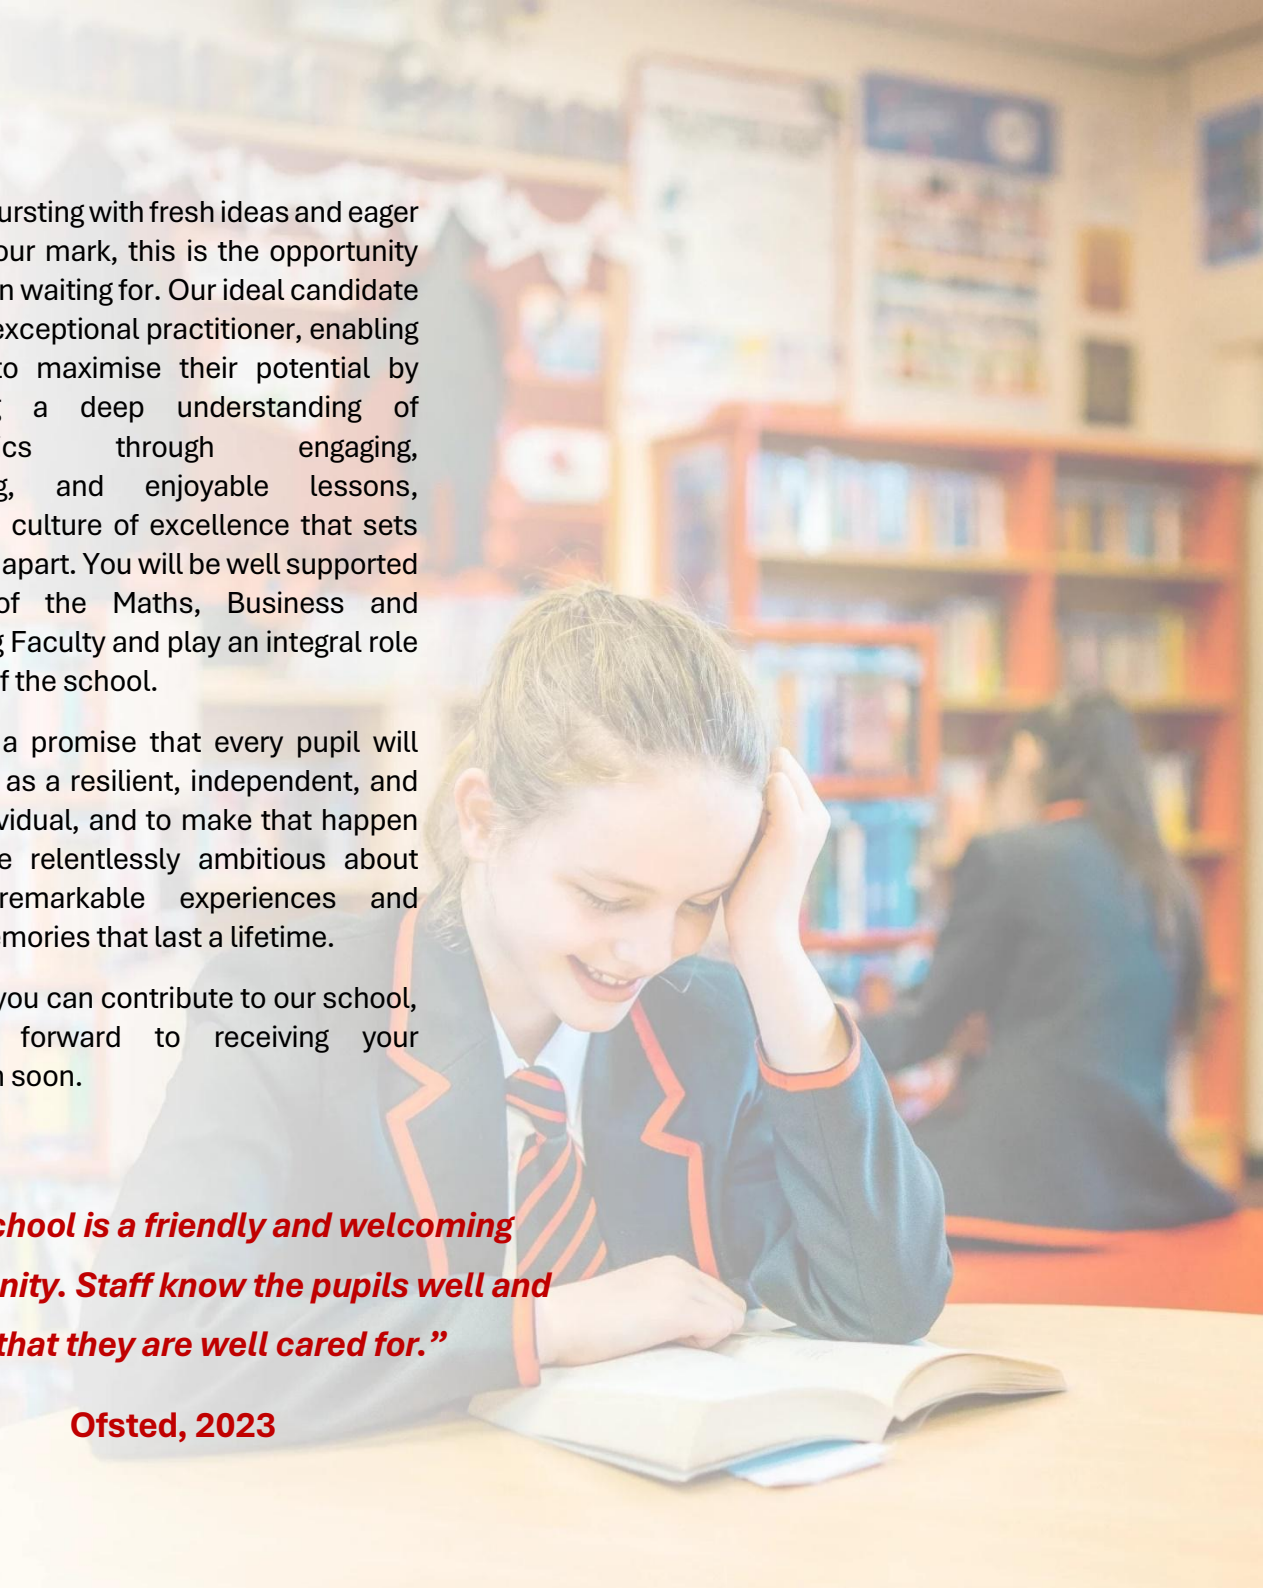 ursting with fresh ideas and eager
our mark, this is the opportunity
n waiting for. Our ideal candidate
exceptional practitioner, enabling
to maximise their potential by
g a deep understanding of
ics through engaging,
g, and enjoyable lessons,
culture of excellence that sets
apart. You will be well supported
of the Maths, Business and
g Faculty and play an integral role
f the school.
a promise that every pupil will
as a resilient, independent, and
vidual, and to make that happen
e relentlessly ambitious about
remarkable experiences and
emories that last a lifetime.
you can contribute to our school,
forward to receiving your
n soon.
chool is a friendly and welcoming
nity. Staff know the pupils well and
that they are well cared for.”
Ofsted, 2023